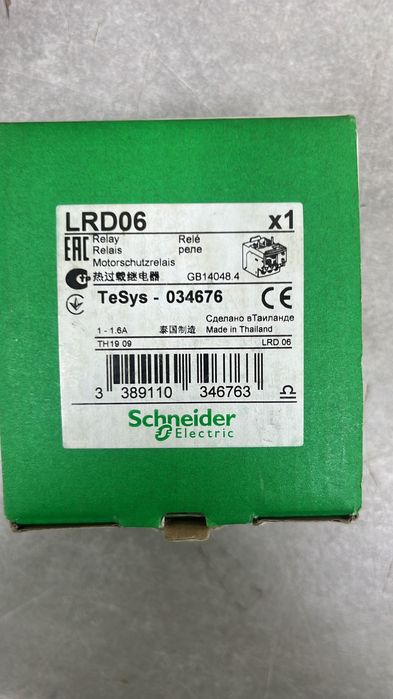 LRD06 x1
EAC Relay Relé
Relais реле
Motorschutzrelais
热过载继电器 GB14048.4
TeSys - 034676 CE
Сделано вТаиланде
1 - 1.6A 泰国制造 Made in Thailand
TH 19 09 LRD 06
3 389110 346763
Schneider
Electric